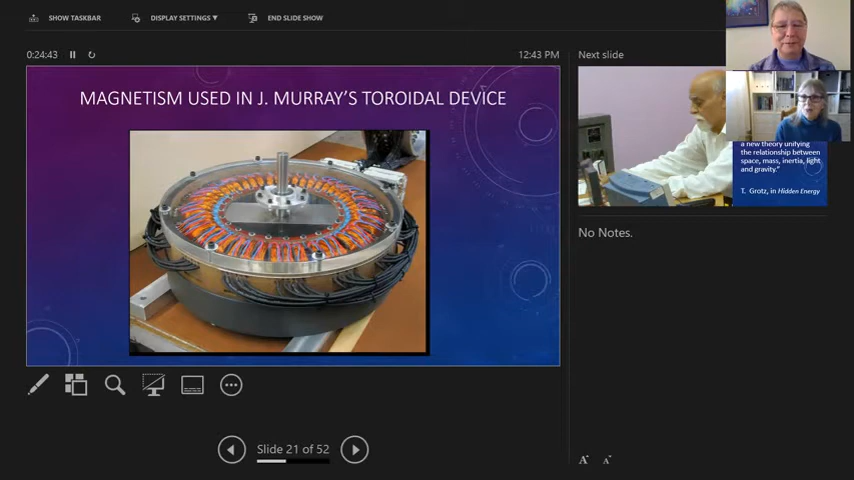 SHOW TASKBAR
DISPLAY SETTINGS ▼
END SLIDE SHOW
0:24:43
12:43 PM
Next slide
MAGNETISM USED IN J. MURRAY'S TOROIDAL DEVICE
a new theory unifying
the relationship between
space, mass, inertia, light
and gravity."
T. Grotz, in Hidden Energy
No Notes.
Slide 21 of 52
A
A